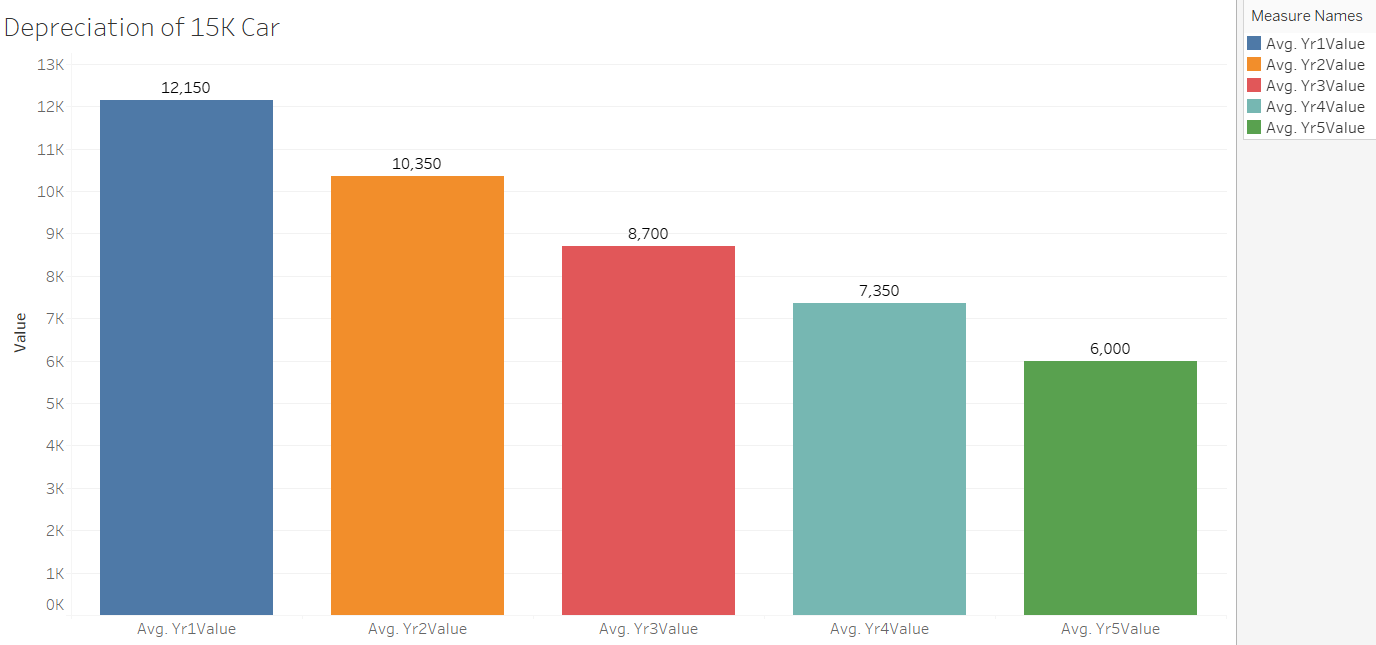 Depreciation of 15K Car
Measure Names
Avg. Yr1Value
Avg. Yr2Value
Avg. Yr3Value
Avg. Yr4Value
Avg. Yr5Value
Value
13K
12K
11K
10K
9K
8K
7K
6K
5K
4K
3K
2K
1K
0K
12,150
10,350
8,700
7,350
6,000
Avg. Yr1Value
Avg. Yr2Value
Avg. Yr3Value
Avg. Yr4Value
Avg. Yr5Value